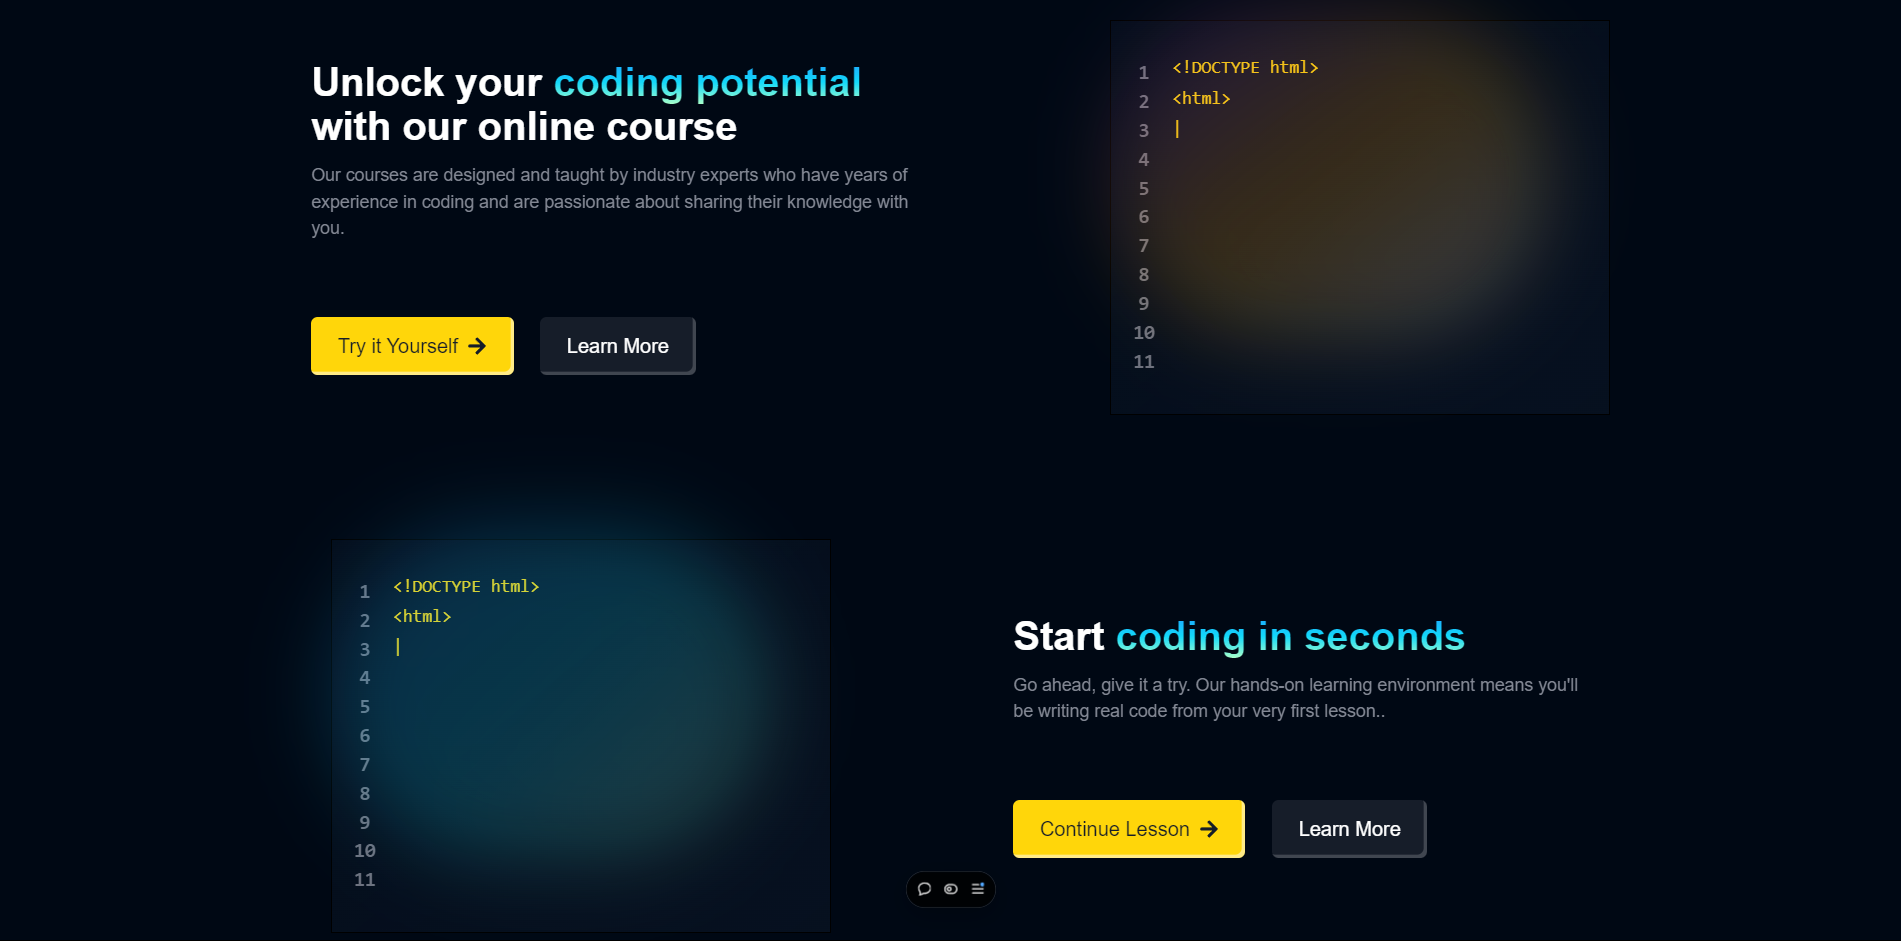 Unlock your coding potential
with our online course
Our courses are designed and taught by industry experts who have years of
experience in coding and are passionate about sharing their knowledge with
you.
Try it Yourself
Learn More
1 <!DOCTYPE html>
2 <html>
3 |
4
5
6
7
8
9
10
11
1 <!DOCTYPE html>
2 <html>
3 |
4
5
6
7
8
9
10
11
Start coding in seconds
Go ahead, give it a try. Our hands-on learning environment means you'll
be writing real code from your very first lesson..
Continue Lesson
Learn More